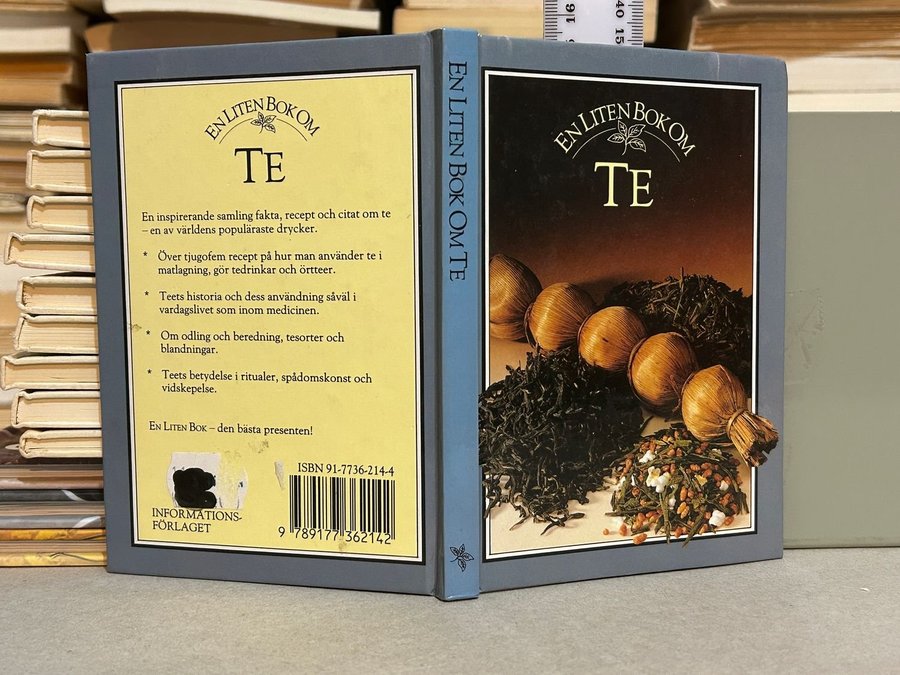 EN LITEN BOK OM
TE
En inspirerande samling fakta, recept och citat om te
– en av världens populäraste drycker.
* Över tjugofem recept på hur man använder te i
matlagning, gör tedrinkar och örtteer.
* Teets historia och dess användning såväl i
vardagslivet som inom medicinen.
* Om odling och beredning, tesorter och
blandningar.
* Teets betydelse i ritualer, spådomskonst och
vidskepelse.
EN LITEN BOK – den bästa presenten!
INFORMATIONS-
FÖRLAGET
ISBN 91-7736-214-4
9 789177 362142
EN LITEN BOK OM TE
EN LITEN BOK OM
TE
16
40
15